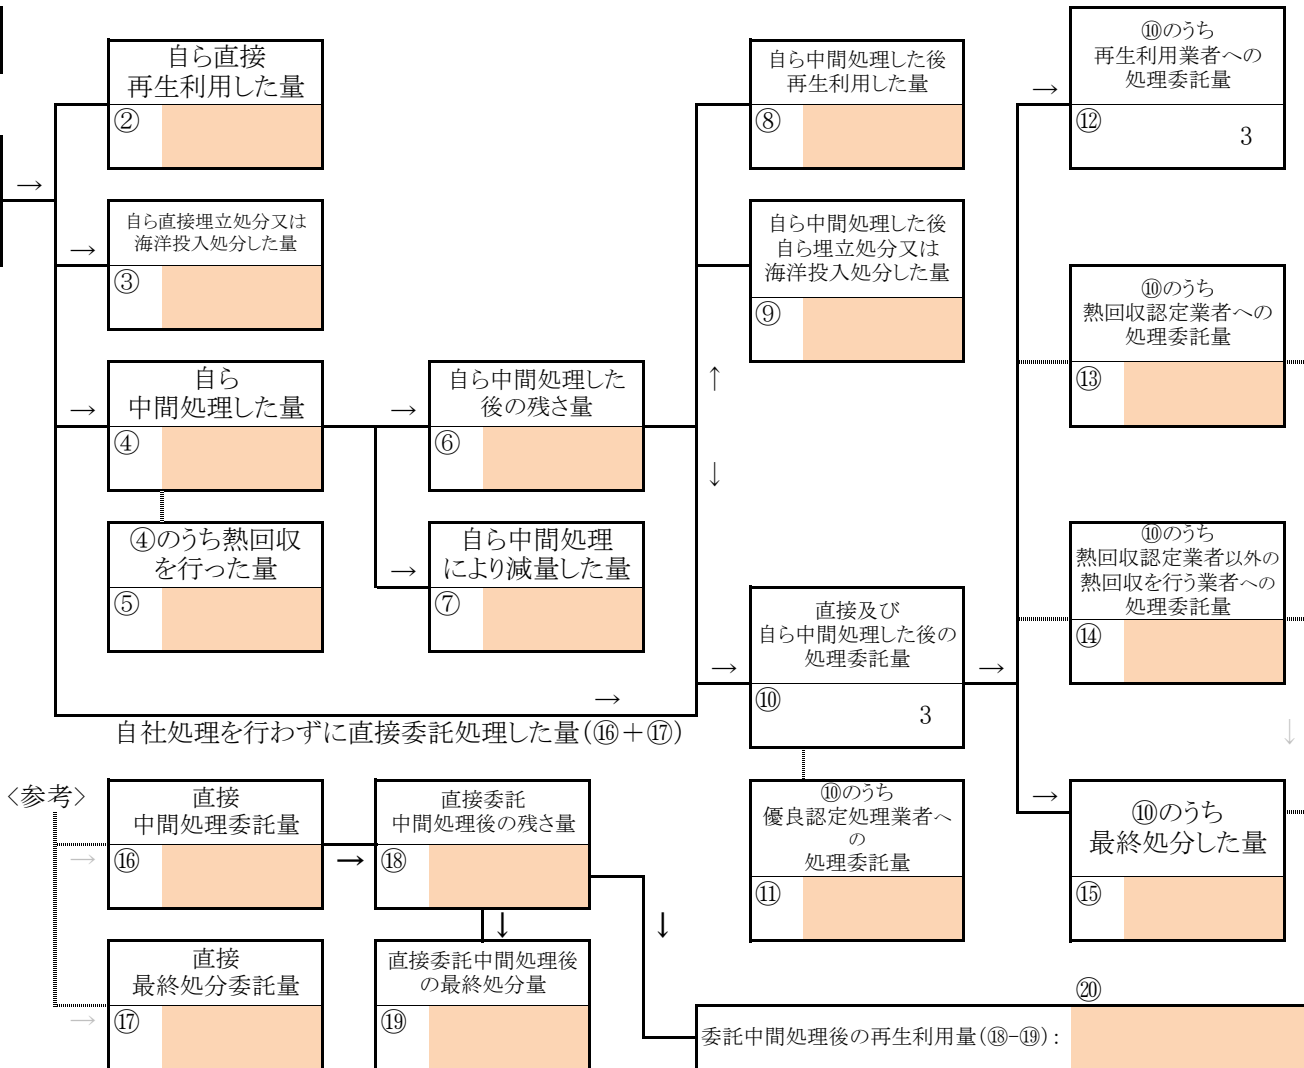 自ら直接
再生利用した量
②
→
自ら直接埋立処分又は
海洋投入処分した量
→
③
自ら
中間処理した量
→
④
④のうち熱回収
を行った量
⑤
→
自ら中間処理した
後の残さ量
⑥
→
自ら中間処理
により減量した量
⑦
→
自社処理を行わずに直接委託処理した量(⑯＋⑰)
自ら中間処理した後
再生利用した量
⑧
自ら中間処理した後
自ら埋立処分又は
海洋投入処分した量
⑨
↑
↓
→
直接及び
自ら中間処理した後の
処理委託量
⑩
3
→
⑩のうち
優良認定処理業者へ
の
処理委託量
⑪
→
⑩のうち
再生利用業者への
処理委託量
⑫
3
⑩のうち
熱回収認定業者への
処理委託量
⑬
⑩のうち
熱回収認定業者以外の
熱回収を行う業者への
処理委託量
⑭
↓
→
⑩のうち
最終処分した量
⑮
〈参考〉
→
直接
中間処理委託量
⑯
→
直接委託
中間処理後の残さ量
⑱
↓
↓
→
直接
最終処分委託量
⑰
直接委託中間処理後
の最終処分量
⑲
⑳
委託中間処理後の再生利用量(⑱-⑲)：